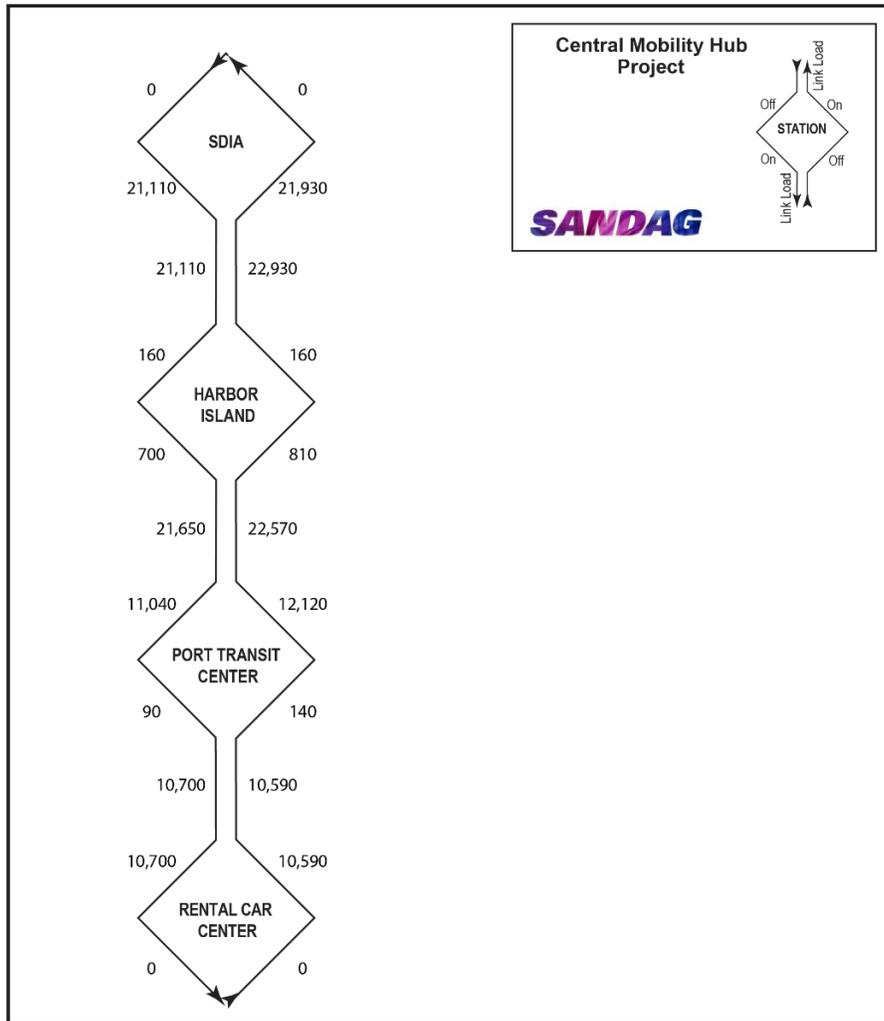 Central Mobility Hub
Project
Link Load
Off
On
STATION
On
Off
Link Load
SANDAG
0
0
SDIA
21,110
21,930
21,110
22,930
160
160
HARBOR
ISLAND
700
810
21,650
22,570
11,040
12,120
PORT TRANSIT
CENTER
90
140
10,700
10,590
10,700
10,590
RENTAL CAR
CENTER
0
0